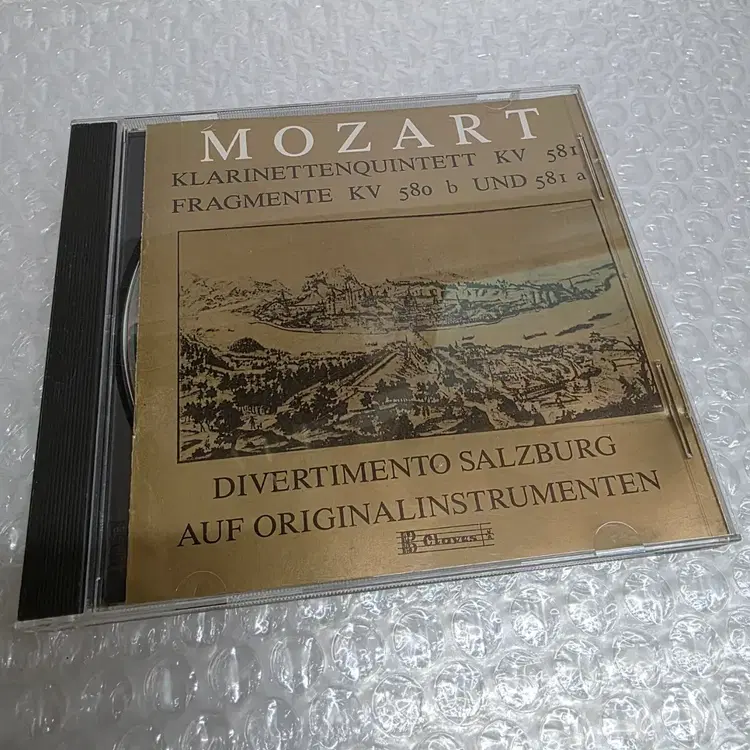 MOZART
KLARINETTENQUINTETT KV 581
FRAGMENTE KV 580 b UND 581 a
DIVERTIMENTO SALZBURG
AUF ORIGINALINSTRUMENTEN
Claves